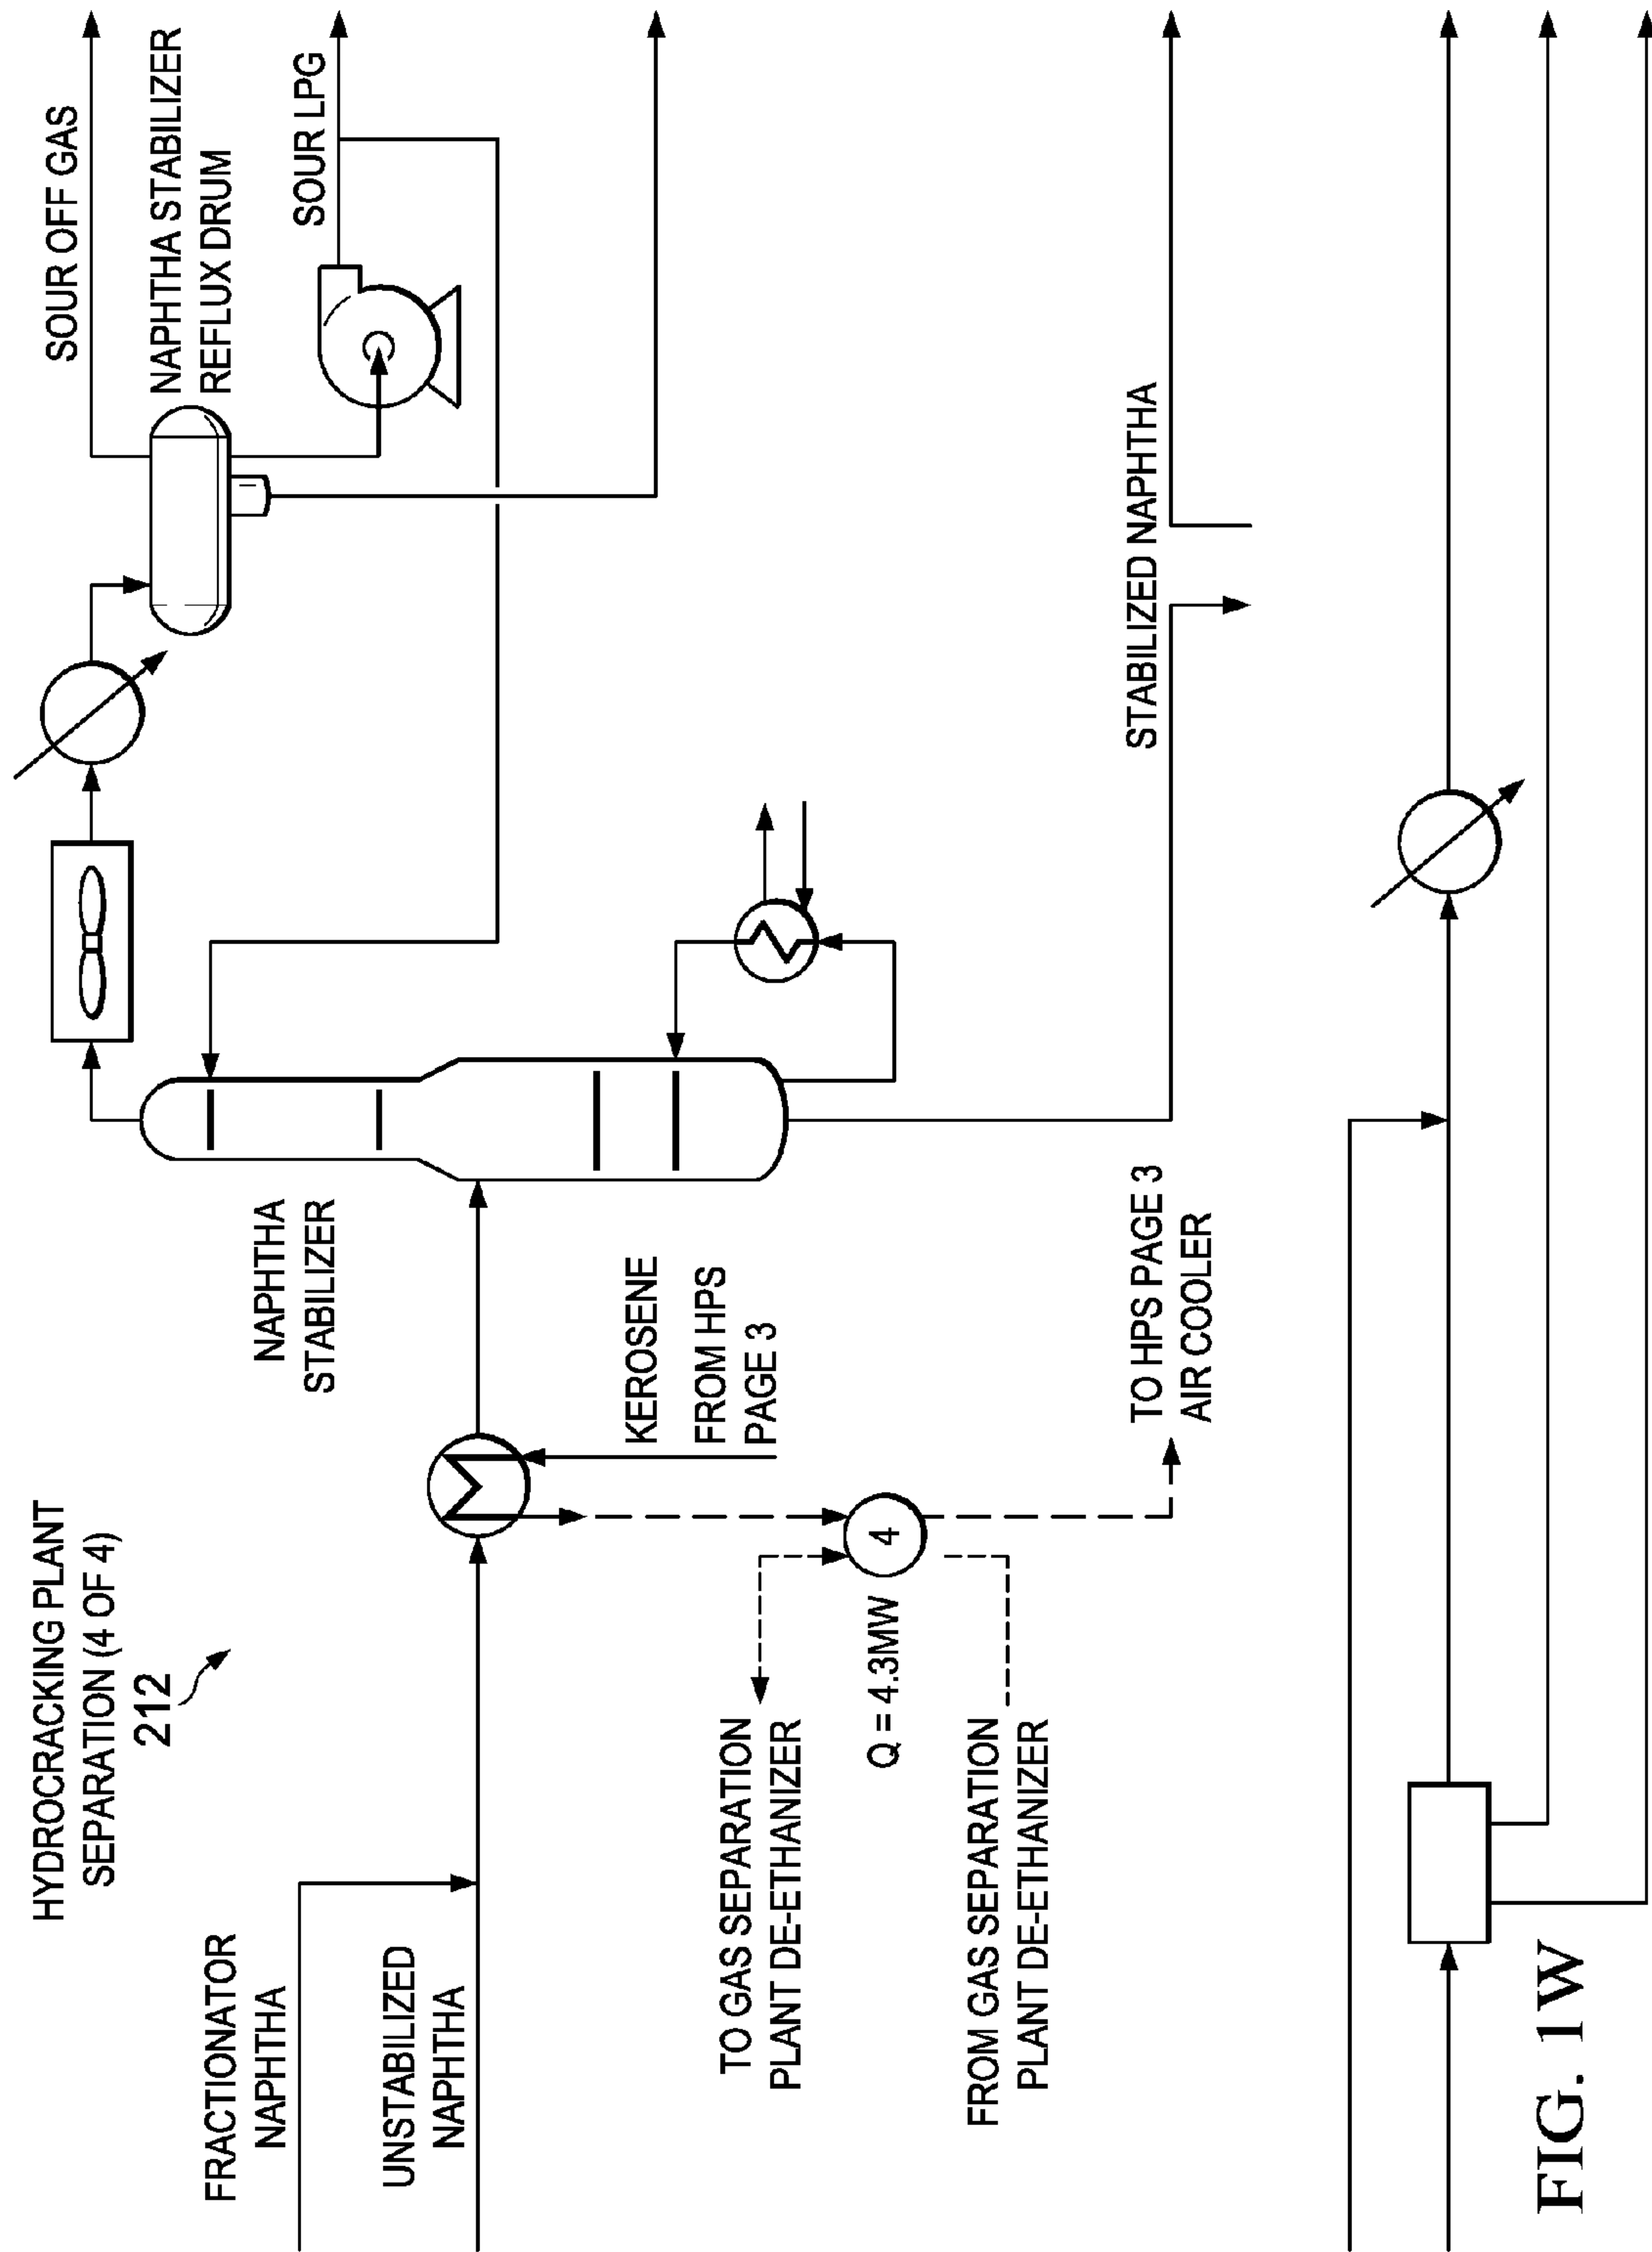 HYDROCRACKING PLANT
SEPARATION (4 OF 4)
212
FRACTIONATOR
NAPHTHA
UNSTABILIZED
NAPHTHA
NAPHTHA
STABILIZER
SOUR OFF GAS
NAPHTHA STABILIZER
REFLUX DRUM
SOUR LPG
KEROSENE
FROM HPS
PAGE 3
TO GAS SEPARATION
PLANT DE-ETHANIZER
Q = 4.3MW
4
FROM GAS SEPARATION
PLANT DE-ETHANIZER
TO HPS PAGE 3
AIR COOLER
STABILIZED NAPHTHA
FIG. 1W